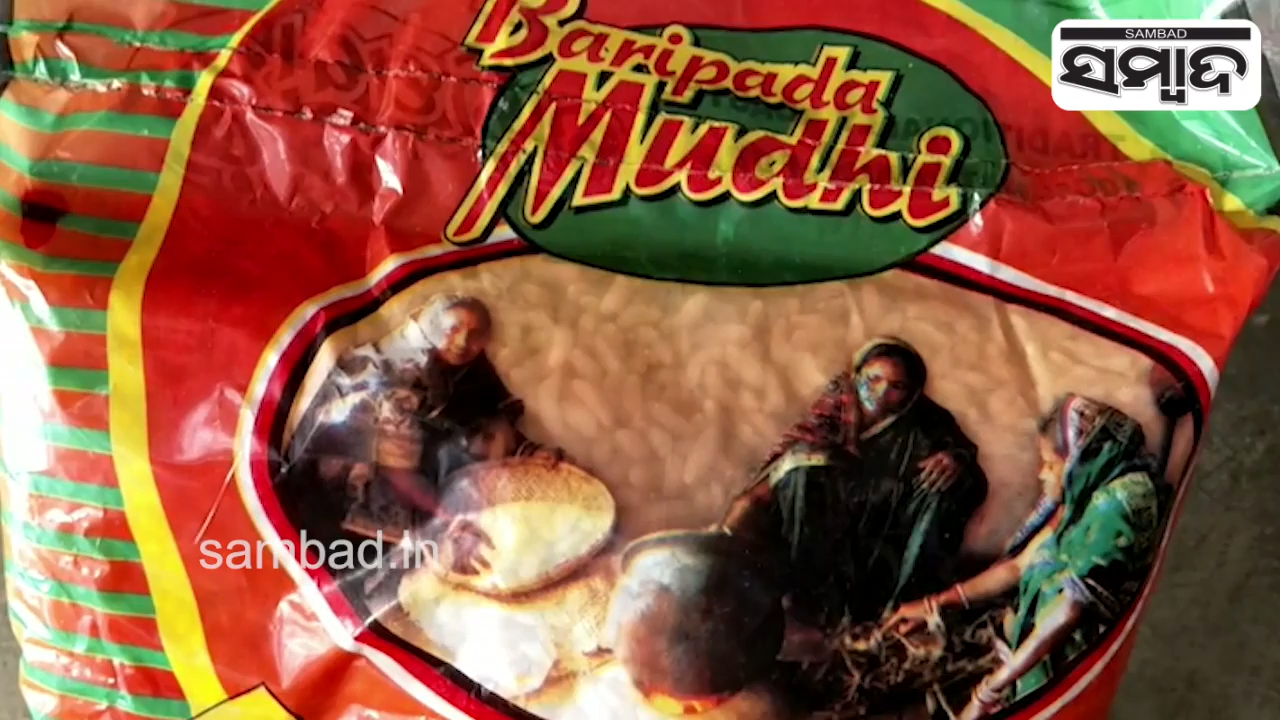 SAMBAD
ସମ୍ବାଦ
Baripada
Mudhi
sambad.in